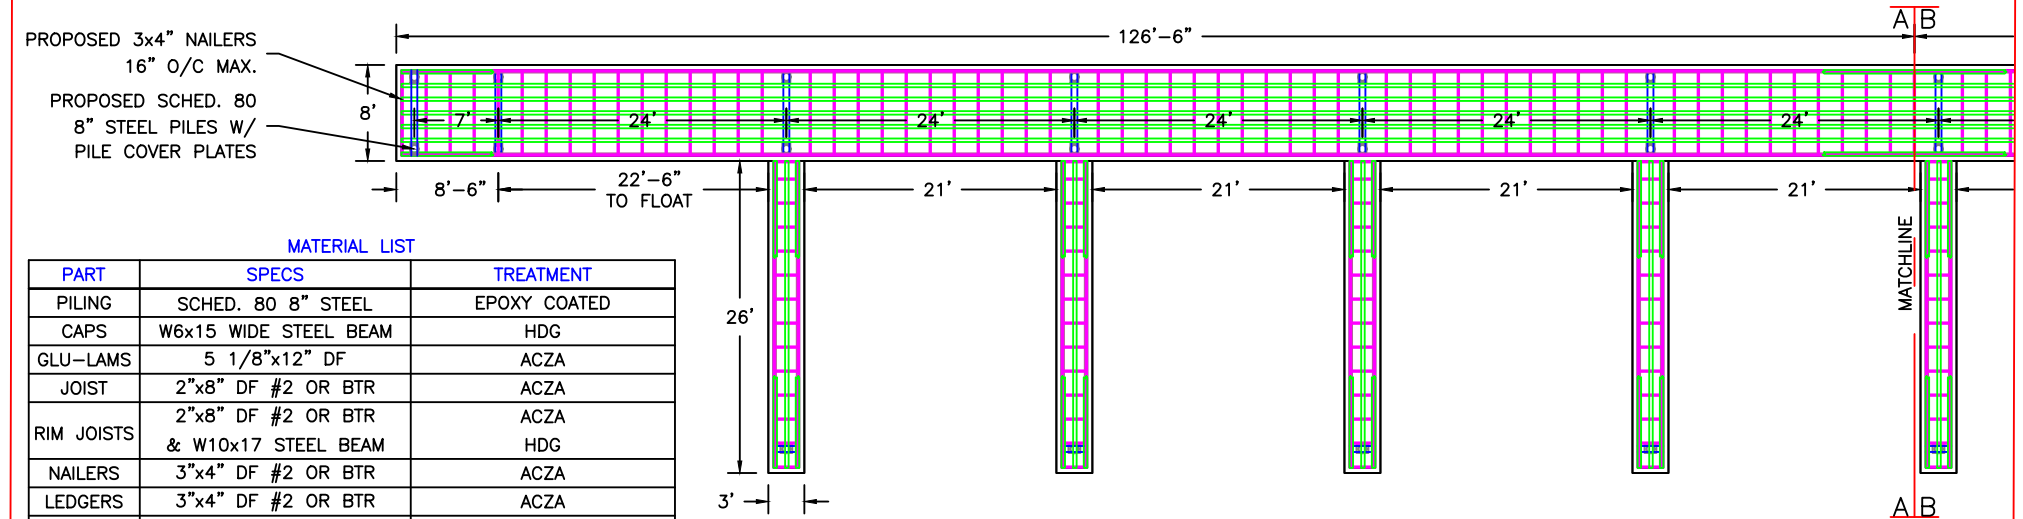 A B
126'-6"
PROPOSED 3x4" NAILERS
16" O/C MAX.
PROPOSED SCHED. 80
8" STEEL PILES W/
PILE COVER PLATES
8'
7' 24' 24' 24' 24' 24'
8'-6" 22'-6" 21' 21' 21' 21'
TO FLOAT
MATCHLINE
26'
3'
MATERIAL LIST
PART SPECS TREATMENT
PILING SCHED. 80 8" STEEL EPOXY COATED
CAPS W6x15 WIDE STEEL BEAM HDG
GLU-LAMS 5 1/8"x12" DF ACZA
JOIST 2"x8" DF #2 OR BTR ACZA
RIM JOISTS 2"x8" DF #2 OR BTR ACZA
& W10x17 STEEL BEAM HDG
NAILERS 3"x4" DF #2 OR BTR ACZA
LEDGERS 3"x4" DF #2 OR BTR ACZA
A B